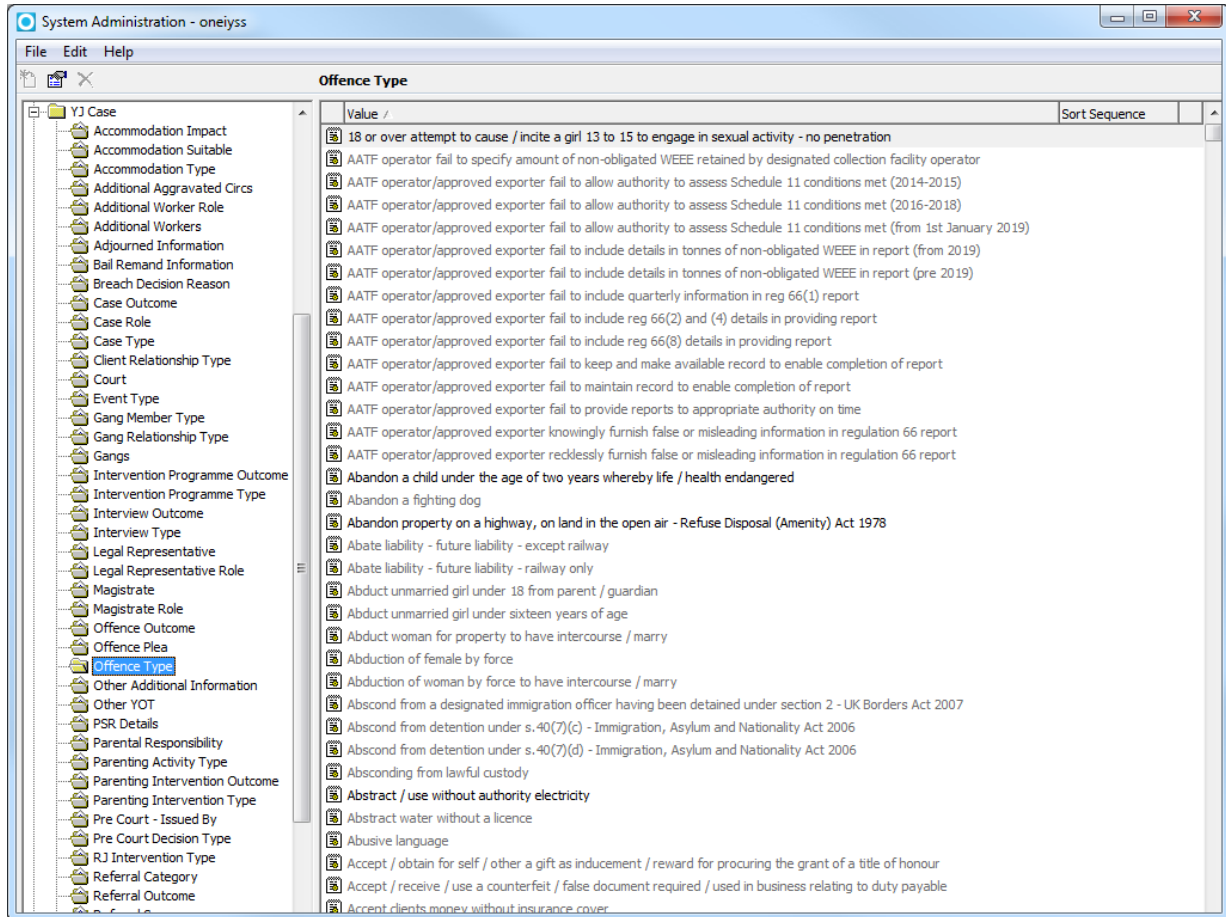 System Administration - oneiyss
File Edit Help
Offence Type
YJ Case
Accommodation Impact
Accommodation Suitable
Accommodation Type
Additional Aggravated Circs
Additional Worker Role
Additional Workers
Adjourned Information
Bail Remand Information
Breach Decision Reason
Case Outcome
Case Role
Case Type
Client Relationship Type
Court
Event Type
Gang Member Type
Gang Relationship Type
Gangs
Intervention Programme Outcome
Intervention Programme Type
Interview Outcome
Interview Type
Legal Representative
Legal Representative Role
Magistrate
Magistrate Role
Offence Outcome
Offence Plea
Offence Type
Other Additional Information
Other YOT
PSR Details
Parental Responsibility
Parenting Activity Type
Parenting Intervention Outcome
Parenting Intervention Type
Pre Court - Issued By
Pre Court Decision Type
RJ Intervention Type
Referral Category
Referral Outcome
Value Sort Sequence
18 or over attempt to cause / incite a girl 13 to 15 to engage in sexual activity - no penetration
AATF operator fail to specify amount of non-obligated WEEE retained by designated collection facility operator
AATF operator/approved exporter fail to allow authority to assess Schedule 11 conditions met (2014-2015)
AATF operator/approved exporter fail to allow authority to assess Schedule 11 conditions met (2016-2018)
AATF operator/approved exporter fail to allow authority to assess Schedule 11 conditions met (from 1st January 2019)
AATF operator/approved exporter fail to include details in tonnes of non-obligated WEEE in report (from 2019)
AATF operator/approved exporter fail to include details in tonnes of non-obligated WEEE in report (pre 2019)
AATF operator/approved exporter fail to include quarterly information in reg 66(1) report
AATF operator/approved exporter fail to include reg 66(2) and (4) details in providing report
AATF operator/approved exporter fail to include reg 66(8) details in providing report
AATF operator/approved exporter fail to keep and make available record to enable completion of report
AATF operator/approved exporter fail to maintain record to enable completion of report
AATF operator/approved exporter fail to provide reports to appropriate authority on time
AATF operator/approved exporter knowingly furnish false or misleading information in regulation 66 report
AATF operator/approved exporter recklessly furnish false or misleading information in regulation 66 report
Abandon a child under the age of two years whereby life / health endangered
Abandon a fighting dog
Abandon property on a highway, on land in the open air - Refuse Disposal (Amenity) Act 1978
Abate liability - future liability - except railway
Abate liability - future liability - railway only
Abduct unmarried girl under 18 from parent / guardian
Abduct unmarried girl under sixteen years of age
Abduct woman for property to have intercourse / marry
Abduction of female by force
Abduction of woman by force to have intercourse / marry
Abscond from a designated immigration officer having been detained under section 2 - UK Borders Act 2007
Abscond from detention under s.40(7)(c) - Immigration, Asylum and Nationality Act 2006
Abscond from detention under s.40(7)(d) - Immigration, Asylum and Nationality Act 2006
Absconding from lawful custody
Abstract / use without authority electricity
Abstract water without a licence
Abusive language
Accept / obtain for self / other a gift as inducement / reward for procuring the grant of a title of honour
Accept / receive / use a counterfeit / false document required / used in business relating to duty payable
Accept clients money without insurance cover